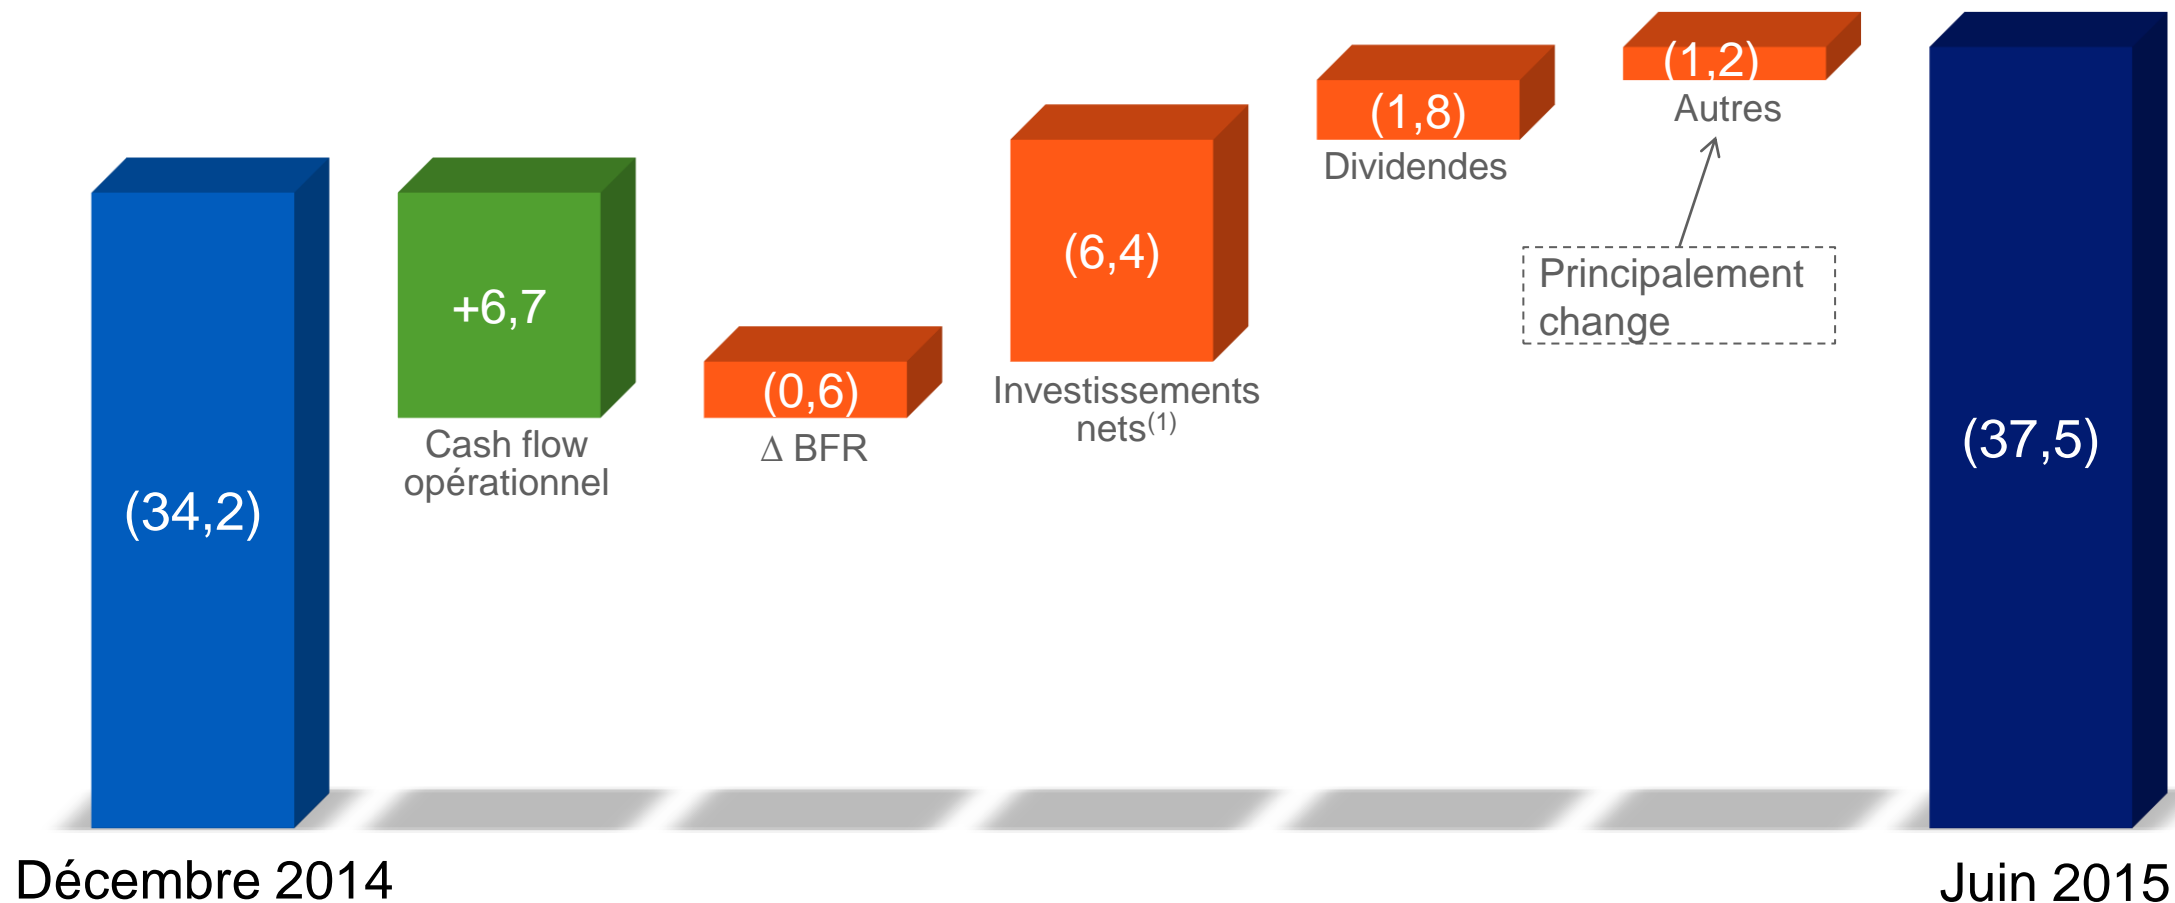 (34,2)
+6,7
Cash flow
opérationnel
(0,6)
Δ BFR
(6,4)
Investissements
nets(1)
(1,8)
Dividendes
(1,2)
Autres
Principalement
change
(37,5)
Décembre 2014
Juin 2015